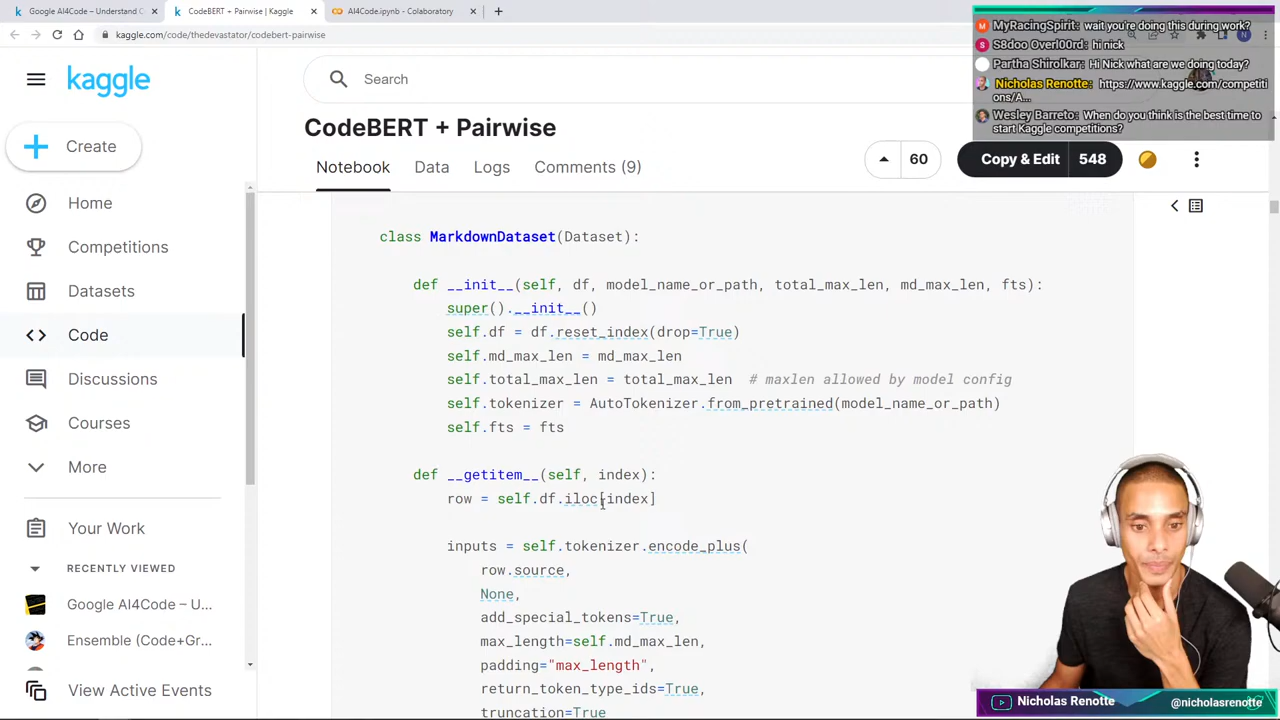 Google AI4Code – Understand C
CodeBERT + Pairwise | Kaggle
AI4Code.ipynb - Colaboratory
kaggle.com/code/thedevastator/codebert-pairwise
MyRacingSpirit: wait you're doing this during work?
S8doo Overl00rd: hi nick
Partha Shirolkar: Hi Nick what are we doing today?
Nicholas Renotte: https://www.kaggle.com/competiti
ons/A...
Wesley Barreto: When do you think is the best time to
start Kaggle competitions?
kaggle
Search
Create
Home
Competitions
Datasets
Code
Discussions
Courses
More
Your Work
RECENTLY VIEWED
Google AI4Code – U...
Ensemble (Code+Gr...
View Active Events
CodeBERT + Pairwise
60
Copy & Edit 548
Notebook Data Logs Comments (9)
class MarkdownDataset(Dataset):
def __init__(self, df, model_name_or_path, total_max_len, md_max_len, fts):
super().__init__()
self.df = df.reset_index(drop=True)
self.md_max_len = md_max_len
self.total_max_len = total_max_len # maxlen allowed by model config
self.tokenizer = AutoTokenizer.from_pretrained(model_name_or_path)
self.fts = fts
def __getitem__(self, index):
row = self.df.iloc[index]
inputs = self.tokenizer.encode_plus(
row.source,
None,
add_special_tokens=True,
max_length=self.md_max_len,
padding="max_length",
return_token_type_ids=True,
truncation=True
Nicholas Renotte
@nicholasrenotte